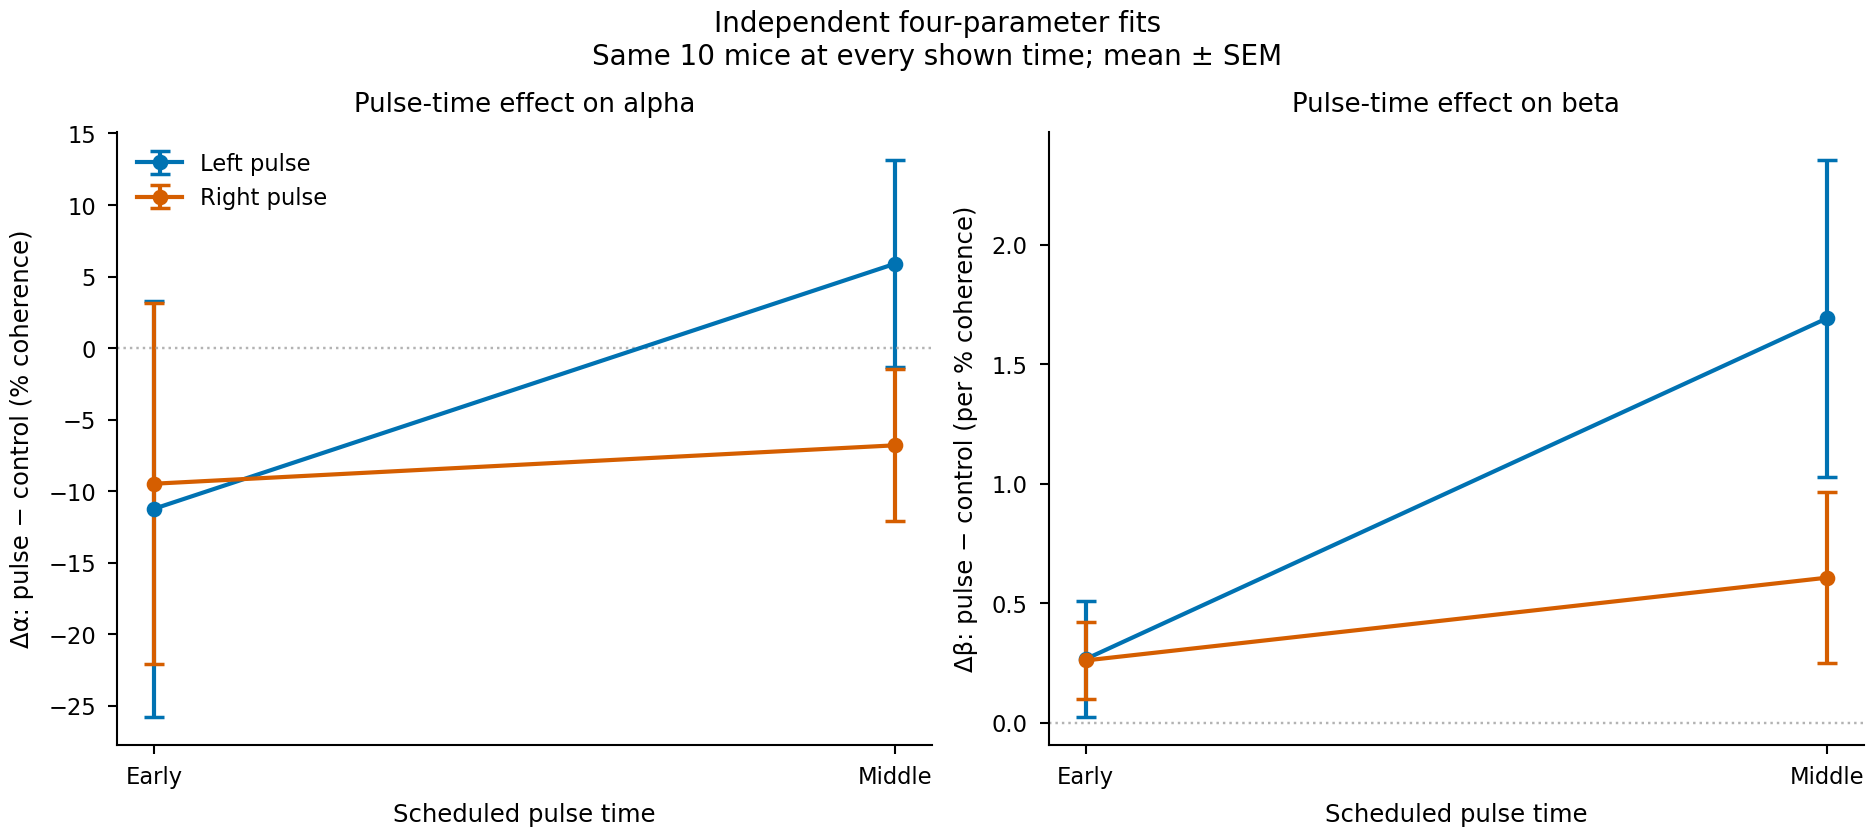 Independent four-parameter fits
Same 10 mice at every shown time; mean ± SEM
Pulse-time effect on alpha
Δα: pulse − control (% coherence)
15
10
5
0
−5
−10
−15
−20
−25
Left pulse
Right pulse
Early
Middle
Scheduled pulse time
Pulse-time effect on beta
Δβ: pulse − control (per % coherence)
2.0
1.5
1.0
0.5
0.0
Early
Middle
Scheduled pulse time